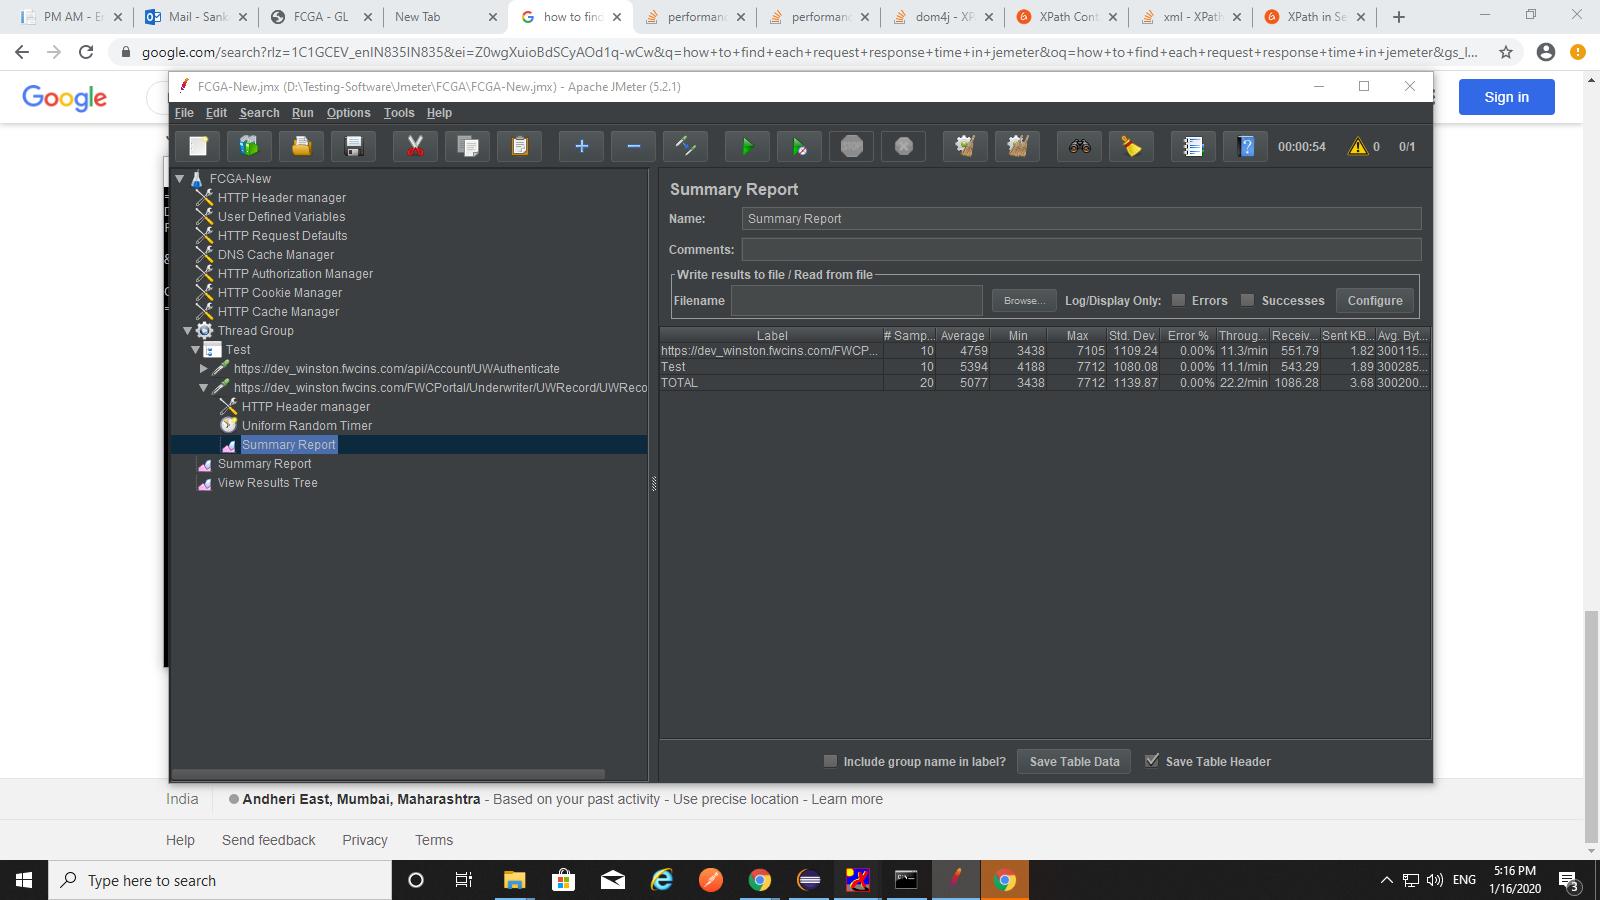 PM AM - Er
Mail - Sank
FCGA - GL
New Tab
how to find
performanc
performanc
dom4j - XP
XPath Cont
xml - XPath
XPath in Se
google.com/search?rlz=1C1GCEV_enIN835IN835&ei=Z0wgXuioBdSCyAOd1q-wCw&q=how+to+find+each+request+response+time+in+jemeter&oq=how+to+find+each+request+response+time+in+jemeter&gs_l...
Google
Sign in
FCGA-New.jmx (D:\Testing-Software\Jmeter\FCGA\FCGA-New.jmx) - Apache JMeter (5.2.1)
File Edit Search Run Options Tools Help
STOP
00:00:54 0 0/1
FCGA-New
HTTP Header manager
User Defined Variables
HTTP Request Defaults
DNS Cache Manager
HTTP Authorization Manager
HTTP Cookie Manager
HTTP Cache Manager
Thread Group
Test
https://dev_winston.fwcins.com/api/Account/UWAuthenticate
https://dev_winston.fwcins.com/FWCPortal/Underwriter/UWRecord/UWReco
HTTP Header manager
Uniform Random Timer
Summary Report
Summary Report
View Results Tree
Summary Report
Name: Summary Report
Comments:
Write results to file / Read from file
Filename Browse... Log/Display Only: Errors Successes Configure
Label # Samp... Average Min Max Std. Dev. Error % Throug... Receiv... Sent KB... Avg. Byt...
https://dev_winston.fwcins.com/FWCP... 10 4759 3438 7105 1109.24 0.00% 11.3/min 551.79 1.82 300115...
Test 10 5394 4188 7712 1080.08 0.00% 11.1/min 543.29 1.89 300285...
TOTAL 20 5077 3438 7712 1139.87 0.00% 22.2/min 1086.28 3.68 300200...
Include group name in label? Save Table Data Save Table Header
India Andheri East, Mumbai, Maharashtra - Based on your past activity - Use precise location - Learn more
Help Send feedback Privacy Terms
Type here to search
ENG
5:16 PM
1/16/2020
3